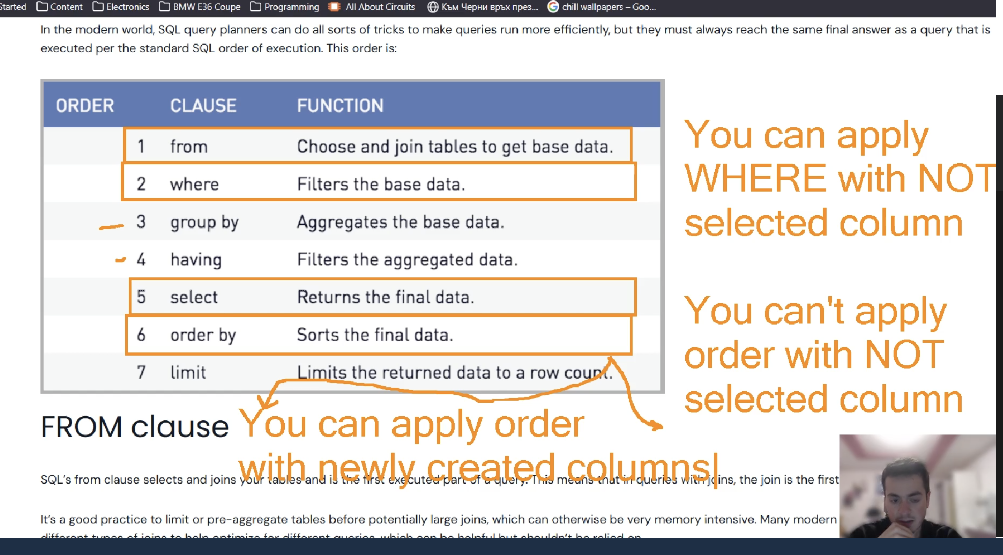 Started Content Electronics BMW E36 Coupe Programming All About Circuits Към Черни връх през... chill wallpapers – Goo...
In the modern world, SQL query planners can do all sorts of tricks to make queries run more efficiently, but they must always reach the same final answer as a query that is
executed per the standard SQL order of execution. This order is:
ORDER CLAUSE FUNCTION
1 from Choose and join tables to get base data.
2 where Filters the base data.
3 group by Aggregates the base data.
4 having Filters the aggregated data.
5 select Returns the final data.
6 order by Sorts the final data.
7 limit Limits the returned data to a row count.
You can apply
WHERE with NOT
selected column
You can't apply
order with NOT
selected column
You can apply order
with newly created columns
FROM clause
SQL's from clause selects and joins your tables and is the first executed part of a query. This means that in queries with joins, the join is the first
It's a good practice to limit or pre-aggregate tables before potentially large joins, which can otherwise be very memory intensive. Many modern
different types of joins to help optimize for different queries, which can be helpful but shouldn't be relied on.